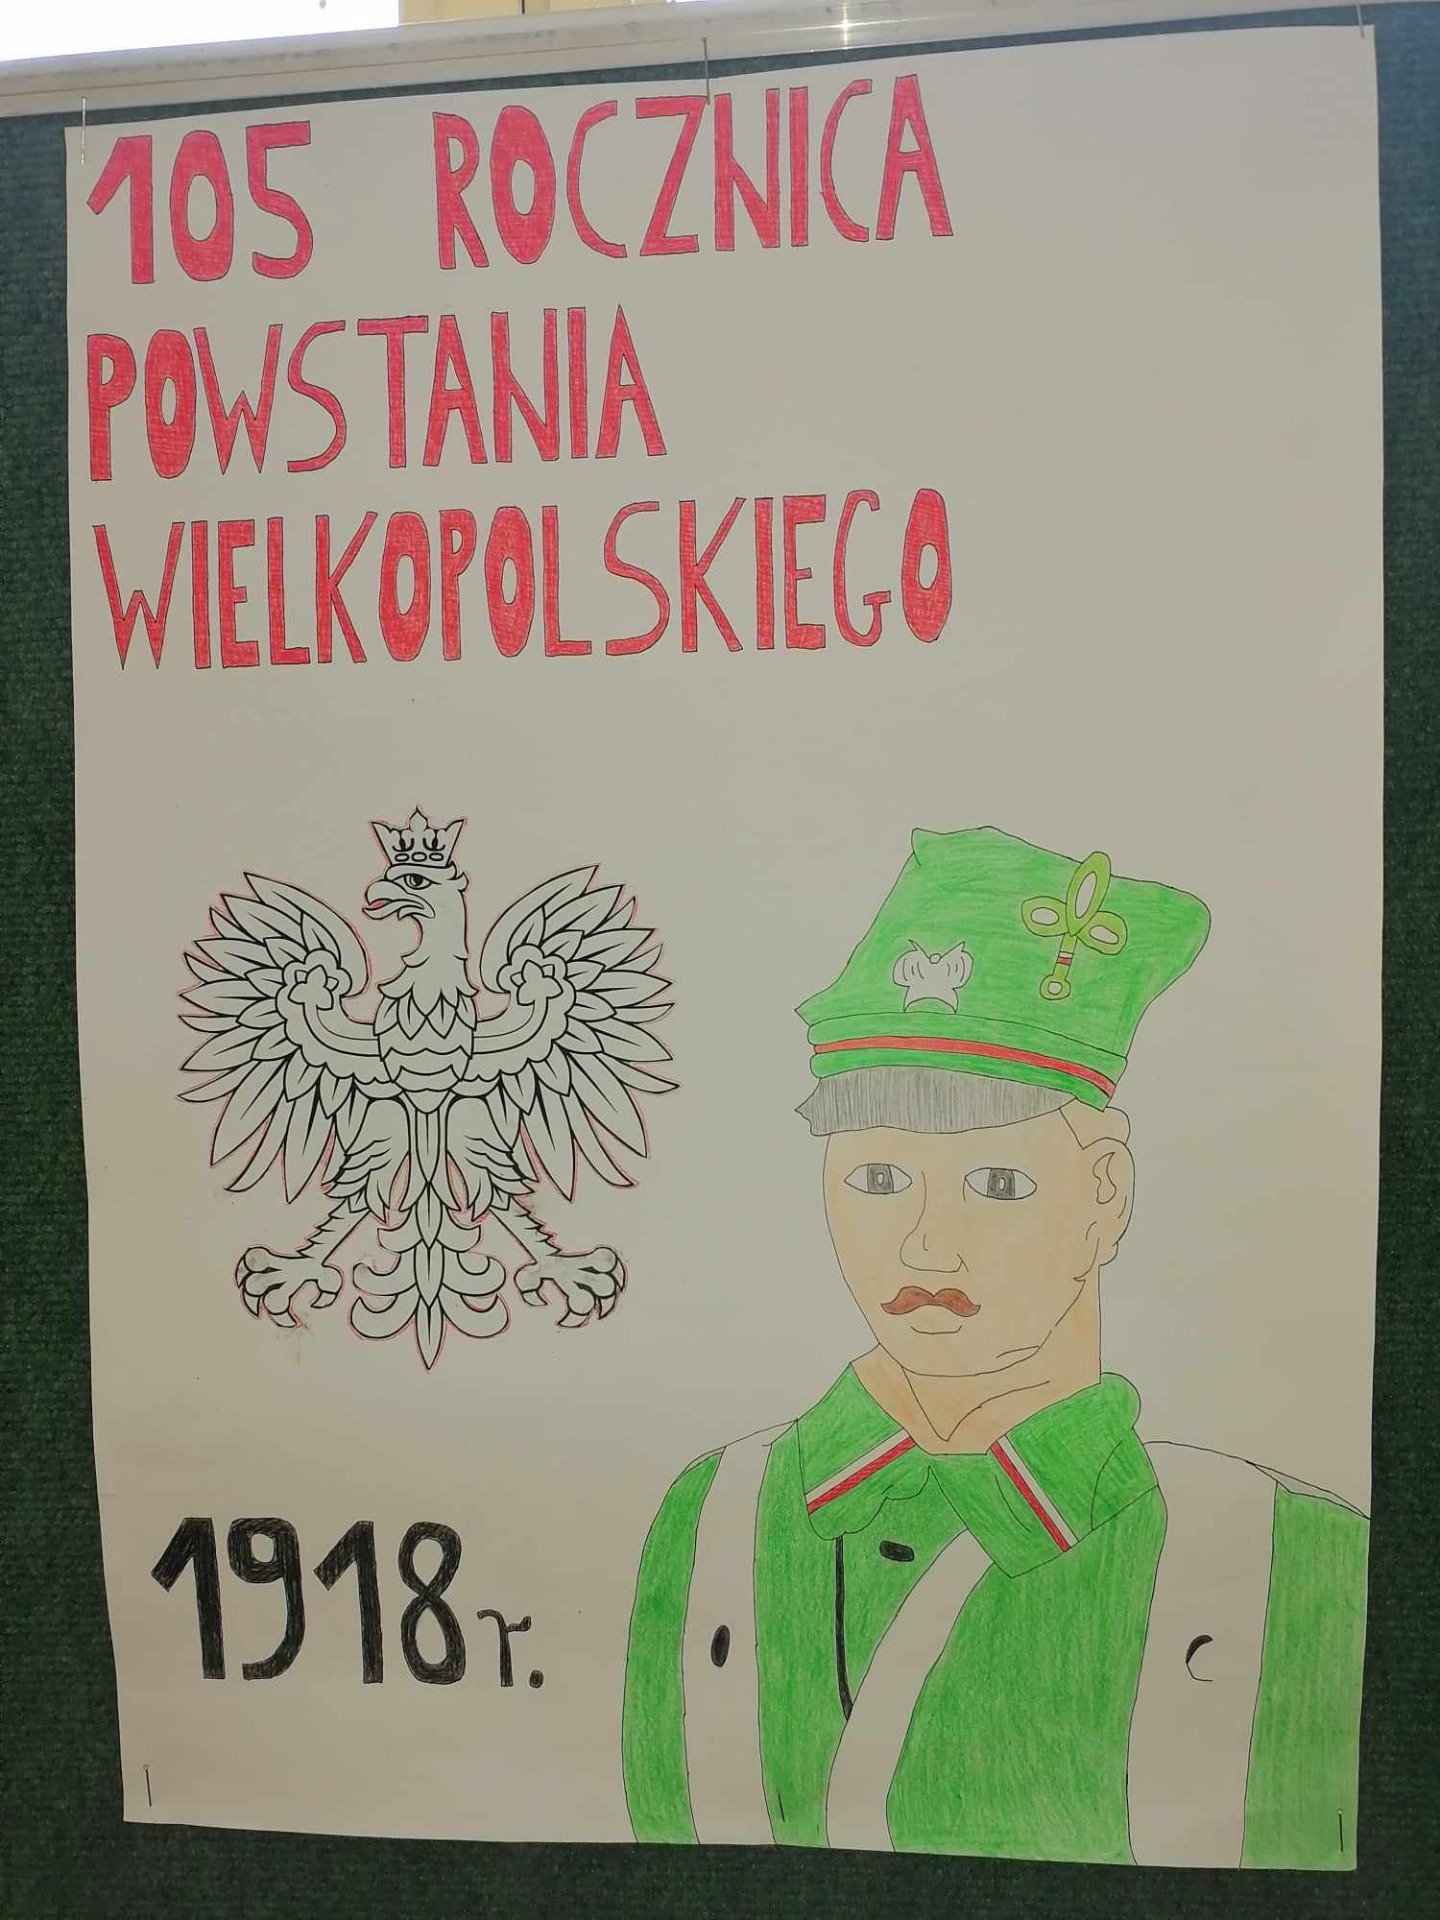 105 ROCZNICA
POWSTANIA
WIELKOPOLSKIEGO
1918r.